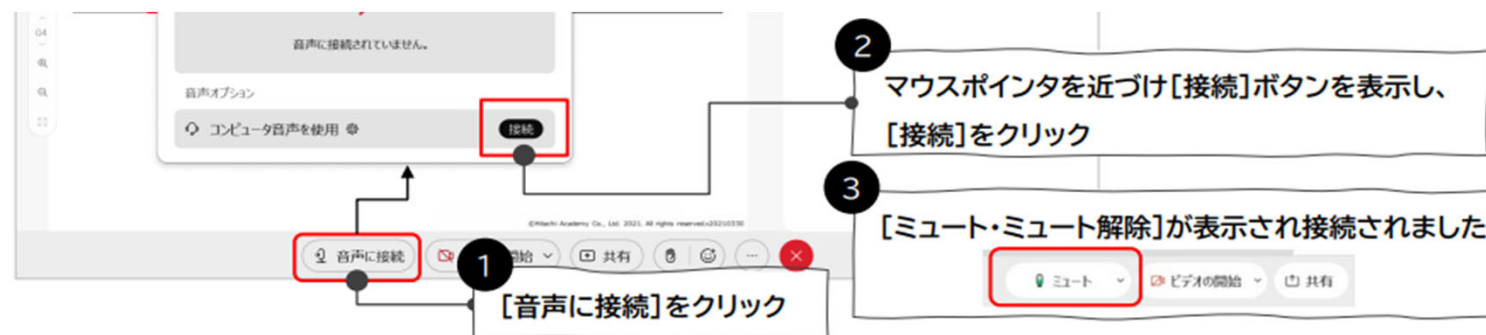 04
音声に接続されていません。
音声オプション
コンピュータ音声を使用
接続
©Hitachi Academy Co., Ltd. 2021. All rights reserved.v20210330
音声に接続
開始
共有
1
[音声に接続]をクリック
2
マウスポインタを近づけ[接続]ボタンを表示し、
[接続]をクリック
3
[ミュート・ミュート解除]が表示され接続されました
ミュート
ビデオの開始
共有